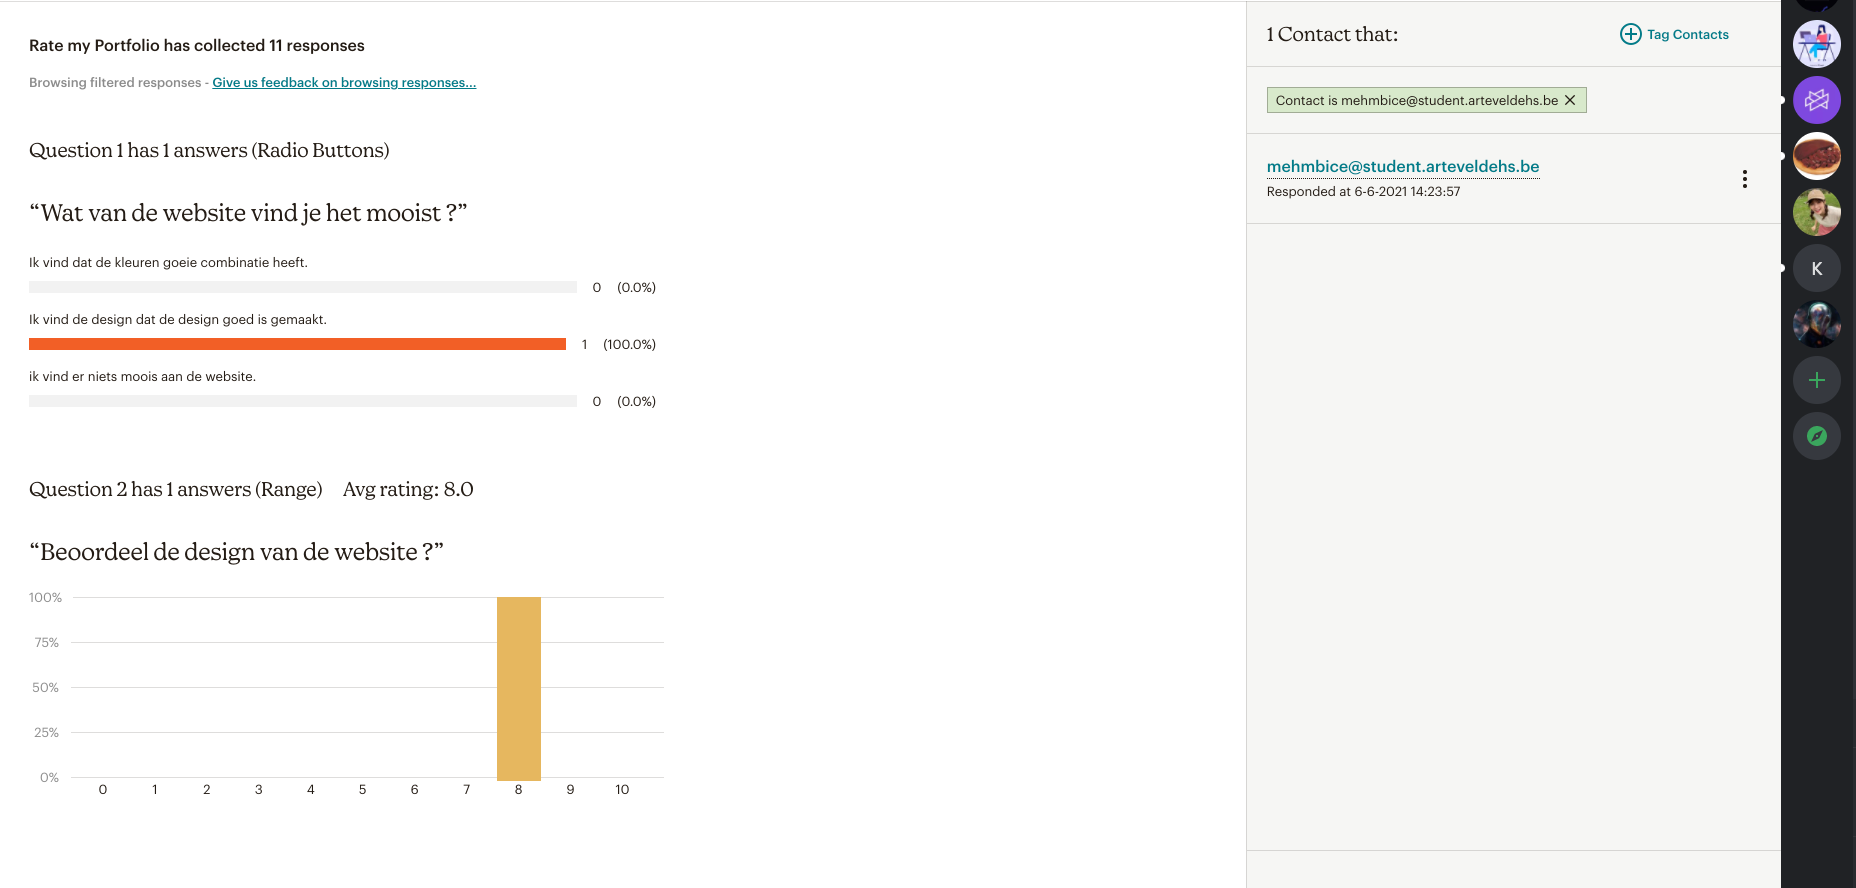 Rate my Portfolio has collected 11 responses
Browsing filtered responses - Give us feedback on browsing responses...
Question 1 has 1 answers (Radio Buttons)
“Wat van de website vind je het mooist ?”
Ik vind dat de kleuren goeie combinatie heeft.
0 (0.0%)
Ik vind de design dat de design goed is gemaakt.
1 (100.0%)
ik vind er niets moois aan de website.
0 (0.0%)
Question 2 has 1 answers (Range) Avg rating: 8.0
“Beoordeel de design van de website ?”
100%
75%
50%
25%
0%
0 1 2 3 4 5 6 7 8 9 10
1 Contact that:
Tag Contacts
Contact is mehmbice@student.arteveldehs.be
mehmbice@student.arteveldehs.be
Responded at 6-6-2021 14:23:57
K